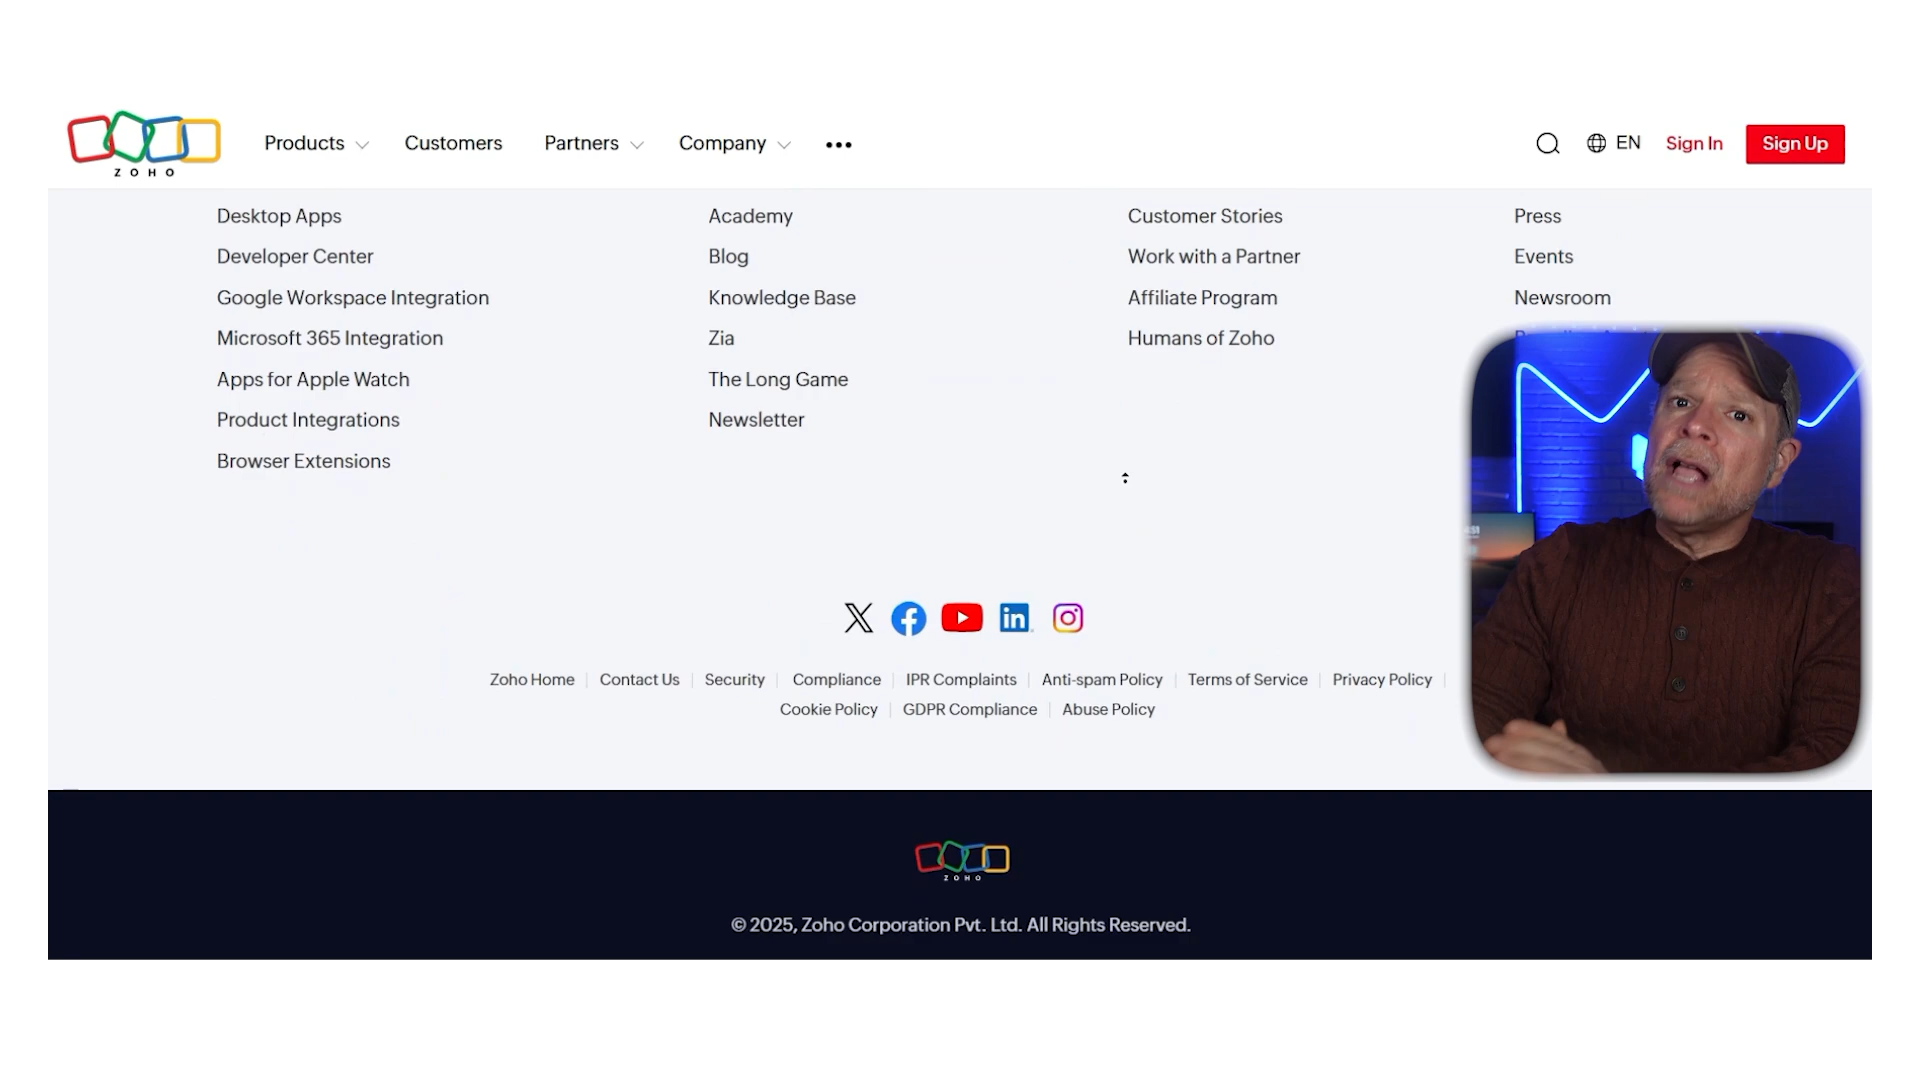 ZOHO
Products
Customers
Partners
Company
EN
Sign In
Sign Up
Desktop Apps
Developer Center
Google Workspace Integration
Microsoft 365 Integration
Apps for Apple Watch
Product Integrations
Browser Extensions
Academy
Blog
Knowledge Base
Zia
The Long Game
Newsletter
Customer Stories
Work with a Partner
Affiliate Program
Humans of Zoho
Press
Events
Newsroom
Zoho Home
Contact Us
Security
Compliance
IPR Complaints
Anti-spam Policy
Terms of Service
Privacy Policy
Cookie Policy
GDPR Compliance
Abuse Policy
ZOHO
© 2025, Zoho Corporation Pvt. Ltd. All Rights Reserved.